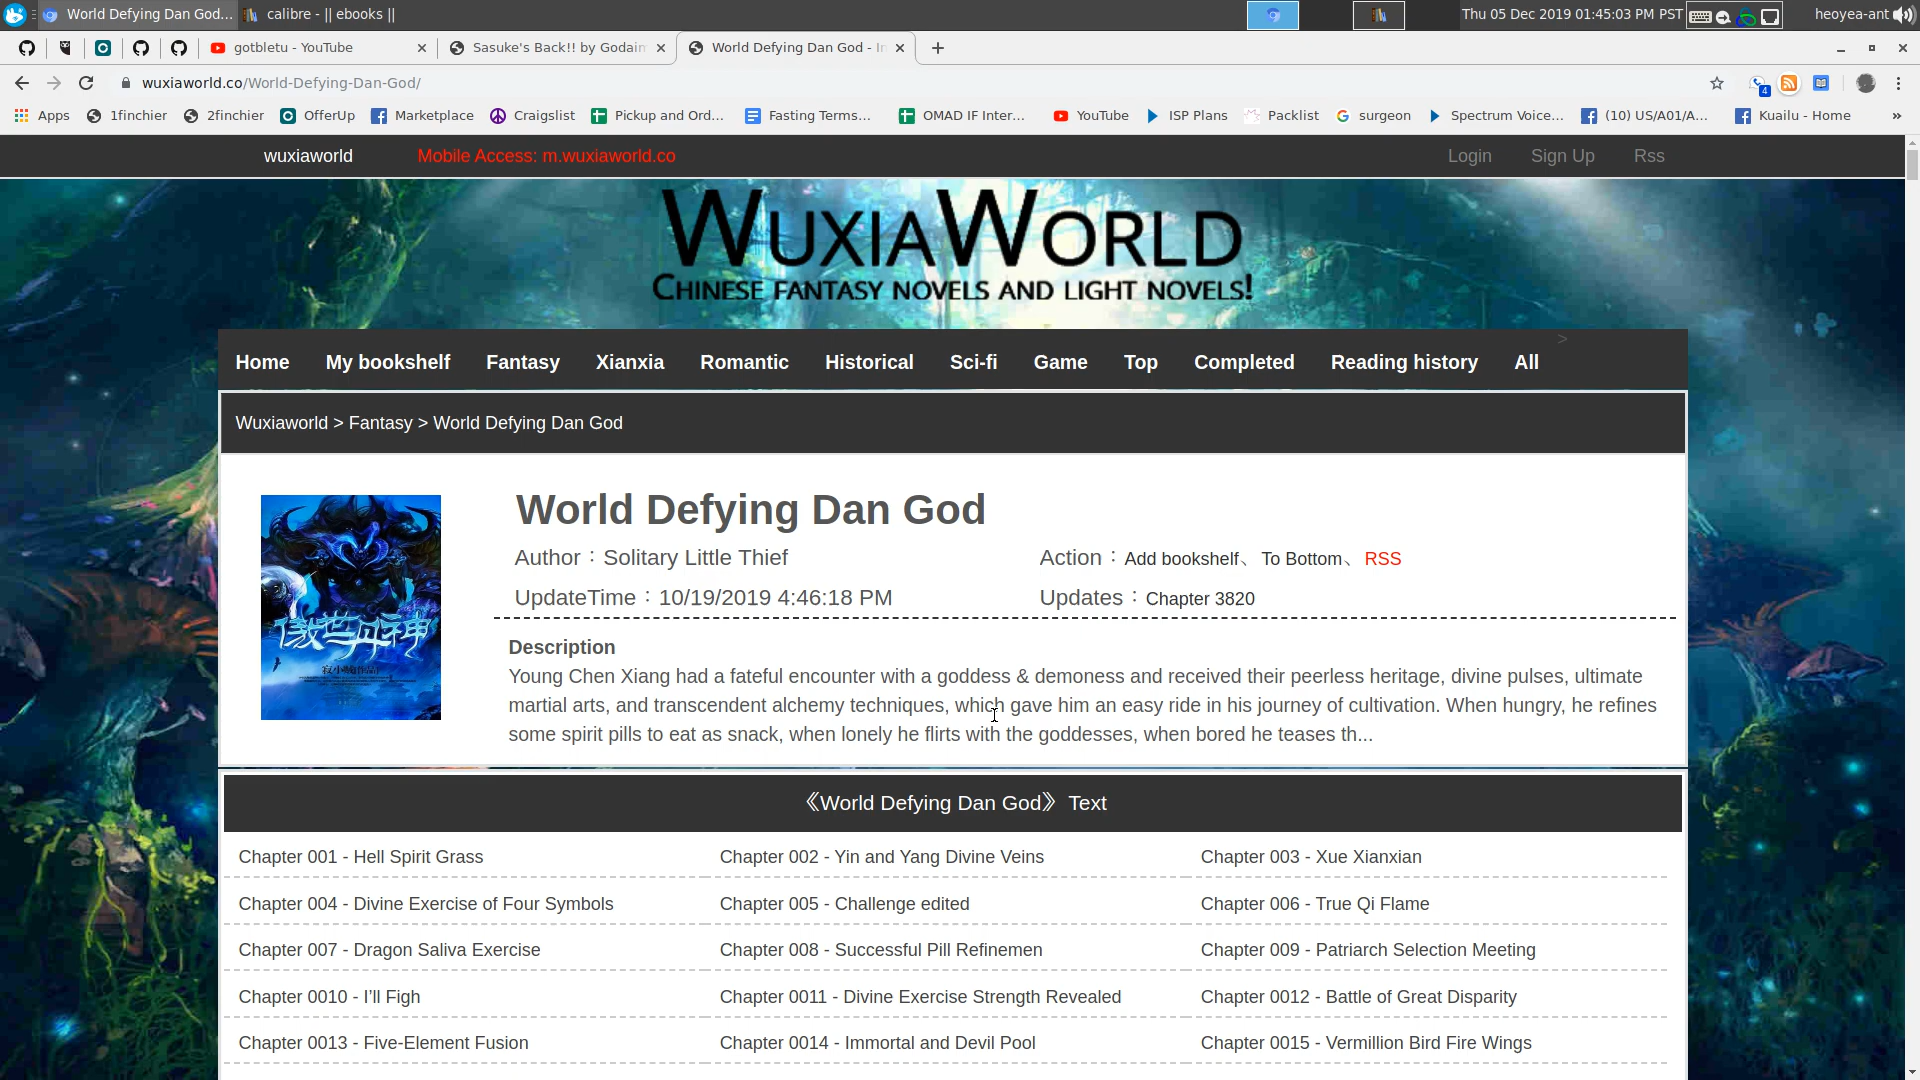 World Defying Dan God...
calibre - || ebooks ||
Thu 05 Dec 2019 01:45:03 PM PST
heoyea-ant
gotbletu - YouTube
Sasuke's Back!! by Godain
World Defying Dan God - In
wuxiaworld.co/World-Defying-Dan-God/
4
Apps
1finchier
2finchier
OfferUp
Marketplace
Craigslist
Pickup and Ord...
Fasting Terms...
OMAD IF Inter...
YouTube
ISP Plans
Packlist
surgeon
Spectrum Voice...
(10) US/A01/A...
Kuailu - Home
»
wuxiaworld
Mobile Access: m.wuxiaworld.co
Login
Sign Up
Rss
WuxiaWorld
Chinese fantasy novels and light novels!
>
Home
My bookshelf
Fantasy
Xianxia
Romantic
Historical
Sci-fi
Game
Top
Completed
Reading history
All
Wuxiaworld > Fantasy > World Defying Dan God
傲世丹神
World Defying Dan God
Author：Solitary Little Thief
Action：Add bookshelf、 To Bottom、 RSS
UpdateTime：10/19/2019 4:46:18 PM
Updates：Chapter 3820
Description
Young Chen Xiang had a fateful encounter with a goddess & demoness and received their peerless heritage, divine pulses, ultimate
martial arts, and transcendent alchemy techniques, which gave him an easy ride in his journey of cultivation. When hungry, he refines
some spirit pills to eat as snack, when lonely he flirts with the goddesses, when bored he teases th...
《World Defying Dan God》 Text
Chapter 001 - Hell Spirit Grass
Chapter 002 - Yin and Yang Divine Veins
Chapter 003 - Xue Xianxian
Chapter 004 - Divine Exercise of Four Symbols
Chapter 005 - Challenge edited
Chapter 006 - True Qi Flame
Chapter 007 - Dragon Saliva Exercise
Chapter 008 - Successful Pill Refinemen
Chapter 009 - Patriarch Selection Meeting
Chapter 0010 - I’ll Figh
Chapter 0011 - Divine Exercise Strength Revealed
Chapter 0012 - Battle of Great Disparity
Chapter 0013 - Five-Element Fusion
Chapter 0014 - Immortal and Devil Pool
Chapter 0015 - Vermillion Bird Fire Wings